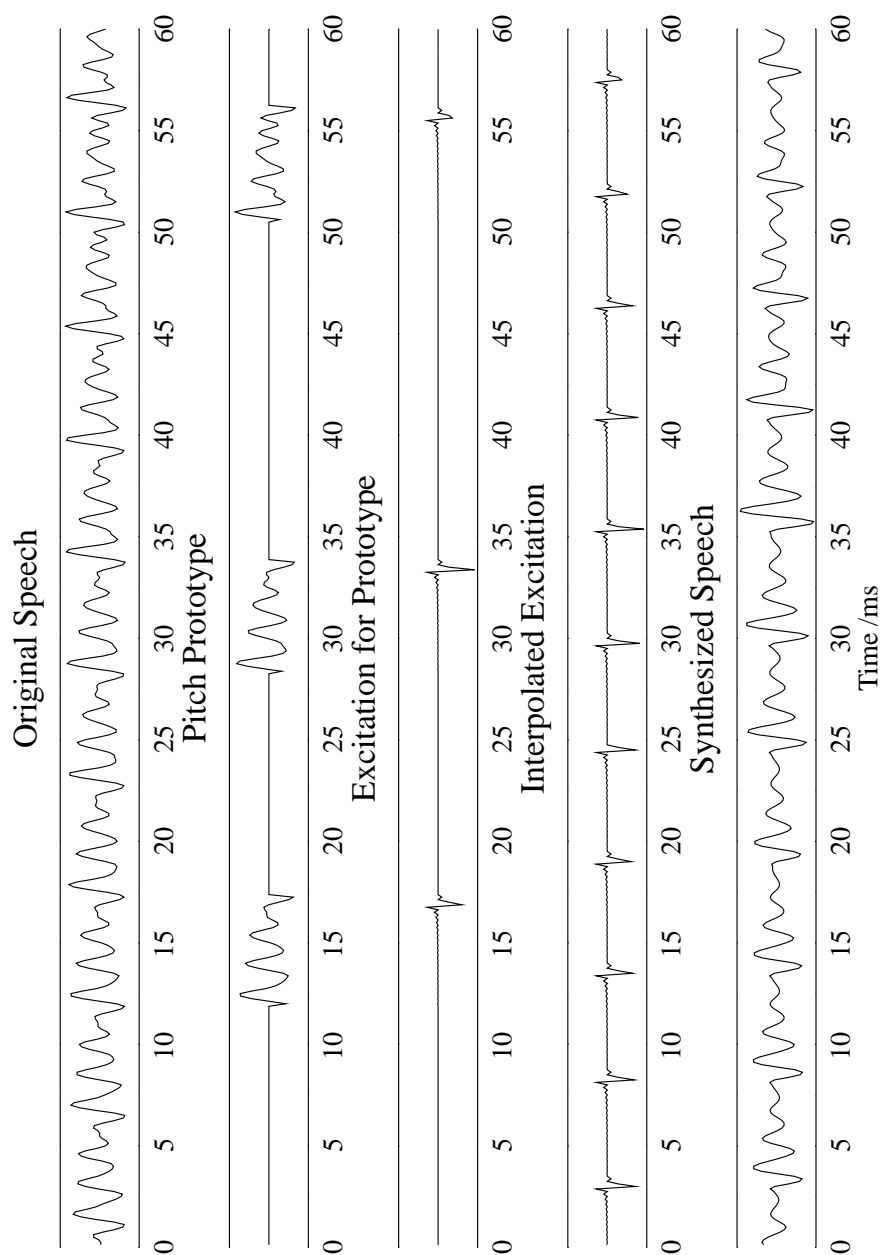 Original Speech
0 5 10 15 20 25 30 35 40 45 50 55 60
Pitch Prototype
0 5 10 15 20 25 30 35 40 45 50 55 60
Excitation for Prototype
0 5 10 15 20 25 30 35 40 45 50 55 60
Interpolated Excitation
0 5 10 15 20 25 30 35 40 45 50 55 60
Synthesized Speech
0 5 10 15 20 25 30 35 40 45 50 55 60
Time /ms